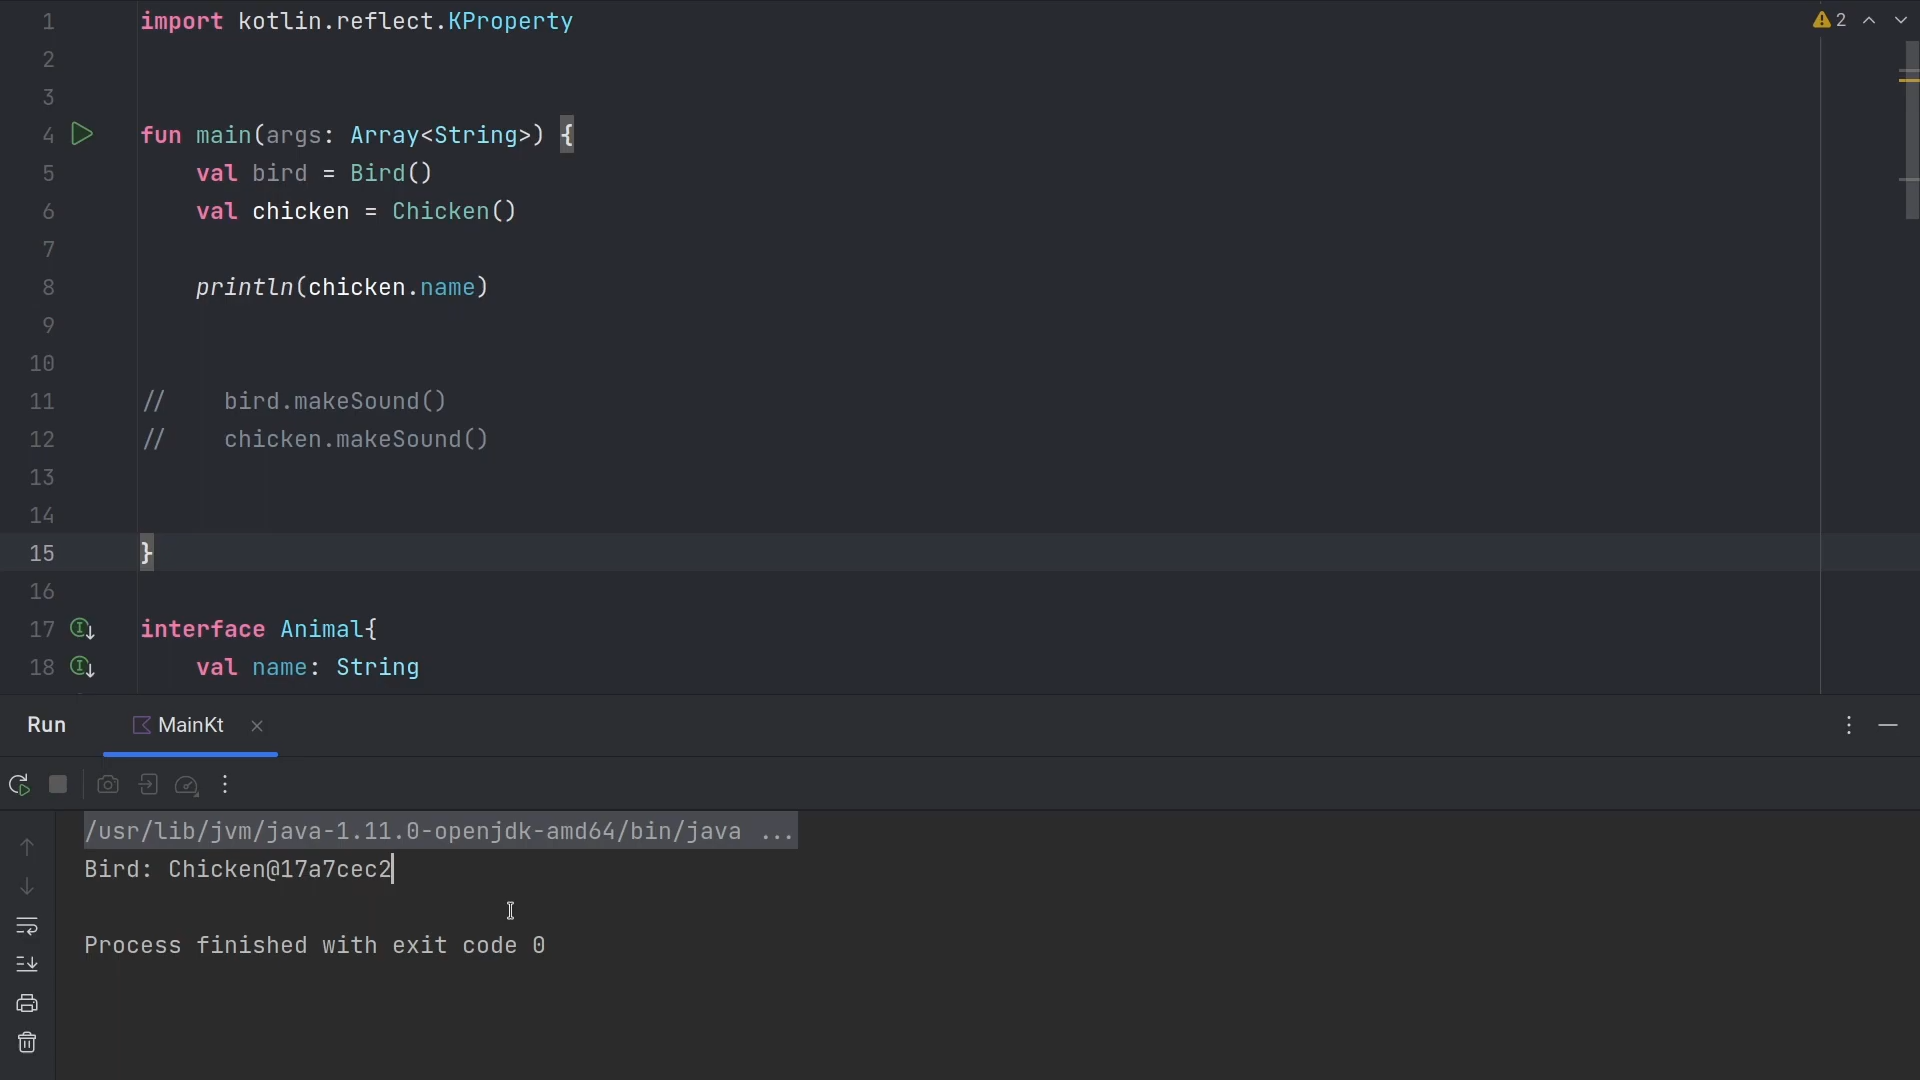 1 import kotlin.reflect.KProperty
2
3
4 fun main(args: Array<String>) {
5     val bird = Bird()
6     val chicken = Chicken()
7
8     println(chicken.name)
9
10
11 //    bird.makeSound()
12 //    chicken.makeSound()
13
14
15 }
16
17 interface Animal{
18     val name: String
2
Run MainKt
/usr/lib/jvm/java-1.11.0-openjdk-amd64/bin/java ...
Bird: Chicken@17a7cec2
Process finished with exit code 0